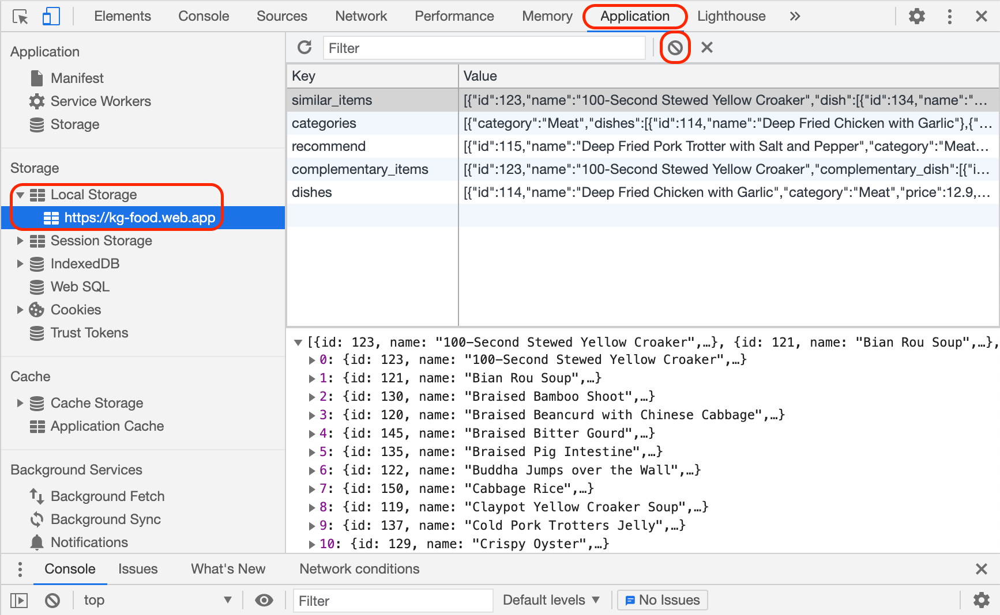 Elements Console Sources Network Performance Memory Application Lighthouse »
Application
Manifest
Service Workers
Storage
Storage
Local Storage
https://kg-food.web.app
Session Storage
IndexedDB
Web SQL
Cookies
Trust Tokens
Cache
Cache Storage
Application Cache
Background Services
Background Fetch
Background Sync
Notifications
Filter
Key Value
similar_items [{"id":123,"name":"100-Second Stewed Yellow Croaker","dish":[{"id":134,"name":"…
categories [{"category":"Meat","dishes":[{"id":114,"name":"Deep Fried Chicken with Garlic"},{"…
recommend [{"id":115,"name":"Deep Fried Pork Trotter with Salt and Pepper","category":"Meat…
complementary_items [{"id":123,"name":"100-Second Stewed Yellow Croaker","complementary_dish":[{"i…
dishes [{"id":114,"name":"Deep Fried Chicken with Garlic","category":"Meat","price":12.9,…
[{id: 123, name: "100-Second Stewed Yellow Croaker",…}, {id: 121, name: "Bian Rou Soup",…},
0: {id: 123, name: "100-Second Stewed Yellow Croaker",…}
1: {id: 121, name: "Bian Rou Soup",…}
2: {id: 130, name: "Braised Bamboo Shoot",…}
3: {id: 120, name: "Braised Beancurd with Chinese Cabbage",…}
4: {id: 145, name: "Braised Bitter Gourd",…}
5: {id: 135, name: "Braised Pig Intestine",…}
6: {id: 122, name: "Buddha Jumps over the Wall",…}
7: {id: 150, name: "Cabbage Rice",…}
8: {id: 119, name: "Claypot Yellow Croaker Soup",…}
9: {id: 137, name: "Cold Pork Trotters Jelly",…}
10: {id: 129, name: "Crispy Oyster",…}
Console Issues What's New Network conditions
top Filter Default levels No Issues